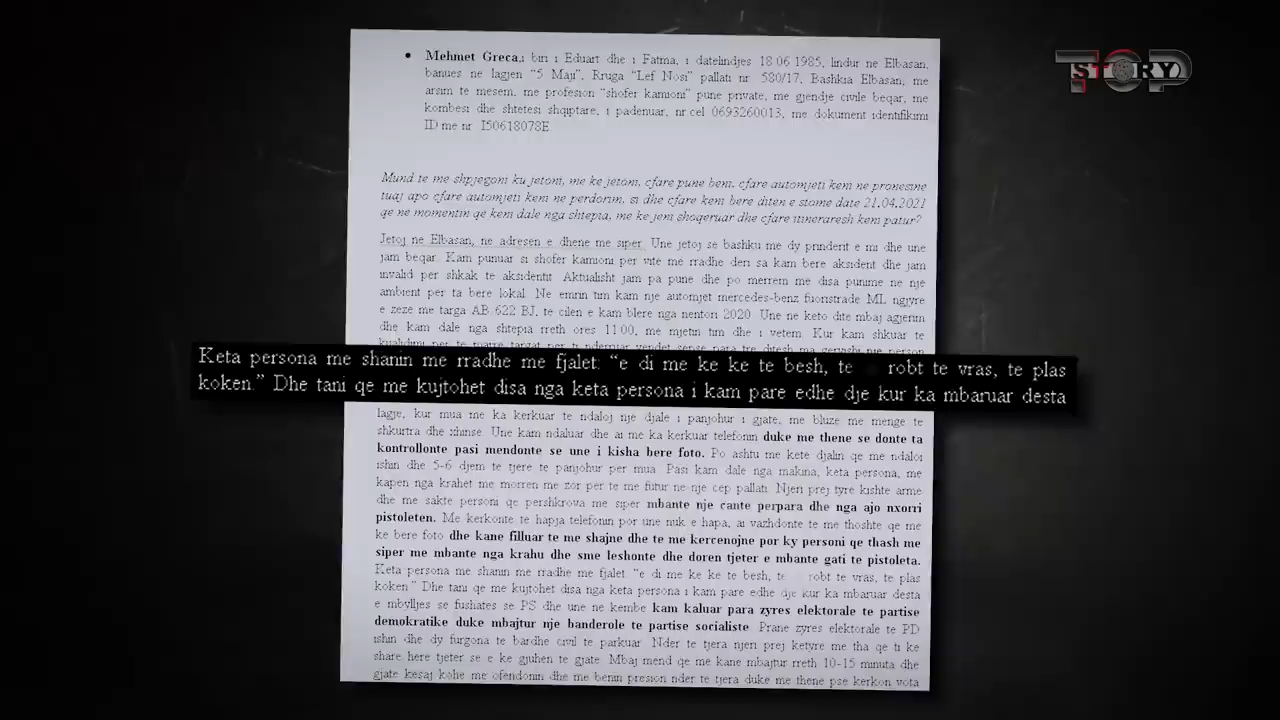 TOP STORY
• Mehmet Greca,ı biri i Eduart dhe i Fatma, i datelindjes 18 06 1985, lindur ne Elbasan,
banues ne lagjen “5 Maji”, Rruga “Lef Nosi” pallati nr 580/17, Bashkia Elbasan, me
arsim te mesem, me profesion “shofer kamioni” pune private, me gjendje civile beqar, me
kombesi dhe shtetesi shqiptare, i padenuar, nr cel 0693260013, me dokument identifikimi
ID me nr I50618078E
Mund te me shpjegoni ku jetoni, me ke jetoni, cfare pune beni, cfare automjeti keni ne pronesine
tuaj apo cfare automjeti keni ne perdorim, si dhe cfare keni bere diten e sotme date 21.04.2021
qe ne momentin qe keni dale nga shtepia, me ke jeni shoqeruar dhe cfare itineraresh keni patur?
Jetoj ne Elbasan, ne adresen e dhene me siper. Une jetoj se bashku me dy prinderit e mi dhe une
jam beqar. Kam punuar si shofer kamioni per vite me rradhe deri sa kam bere aksident dhe jam
invalid per shkak te aksidentit. Aktualisht jam pa pune dhe po merrem me disa punime ne nje
ambient per ta bere lokal. Ne emrin tim kam nje automjet mercedes-benz fuoristrade ML ngjyre
e zeze me targa AB 622 BJ, te cilen e kam blere nga nentori 2020. Une ne keto dite mbaj agjerim
dhe kam dale nga shtepia rreth ores 11:00, me mjetin tim dhe i vetem. Kur kam shkuar te
Keta persona me shanin me rradhe me fjalet: “e di me ke ke te besh, te robt te vras, te plas
koken.” Dhe tani qe me kujtohet disa nga keta persona i kam pare edhe dje kur ka mbaruar desta
lagje, kur mua me ka kerkuar te ndaloj nje djale i panjohur i gjate, me bluze me menge te
shkurtra dhe xhinse. Une kam ndaluar dhe ai me ka kerkuar telefonin duke me thene se donte ta
kontrollonte pasi mendonte se une i kisha bere foto. Po ashtu me kete djalin qe me ndaloi
ishin dhe 5-6 djem te tjere te panjohur per mua. Pasi kam dale nga makina, keta persona, me
kapen nga krahet me morren me zor per te me futur ne nje cep pallati. Njeri prej tyre kishte arme
dhe me sakte personi qe pershkrova me siper mbante nje cante perpara dhe nga ajo nxorri
pistoleten. Me kerkonte te hapja telefonin por une nuk e hapa, ai vazhdonte te me thoshte qe me
ke bere foto dhe kane filluar te me shajne dhe te me kercenojne por ky personi qe thash me
siper me mbante nga krahu dhe sme leshonte dhe doren tjeter e mbante gati te pistoleta.
Keta persona me shanin me rradhe me fjalet “e di me ke ke te besh, te robt te vras, te plas
koken.” Dhe tani qe me kujtohet disa nga keta persona i kam pare edhe dje kur ka mbaruar desta
e mbylljes se fushates se PS dhe une ne kembe kam kaluar para zyres elektorale te partise
demokratike duke mbajtur nje banderole te partise socialiste. Prane zyres elektorale te PD
ishin dhe dy furgona te bardhe civil te parkuar. Nder te tjera njeri prej ketyre me tha qe ti ke
share here tjeter se e ke gjuhen te gjate. Mbaj mend qe me kane mbajtur rreth 10-15 minuta dhe
gjate kesaj kohe me ofendonin dhe me benin presion nder te tjera duke me thene pse kerkon vota